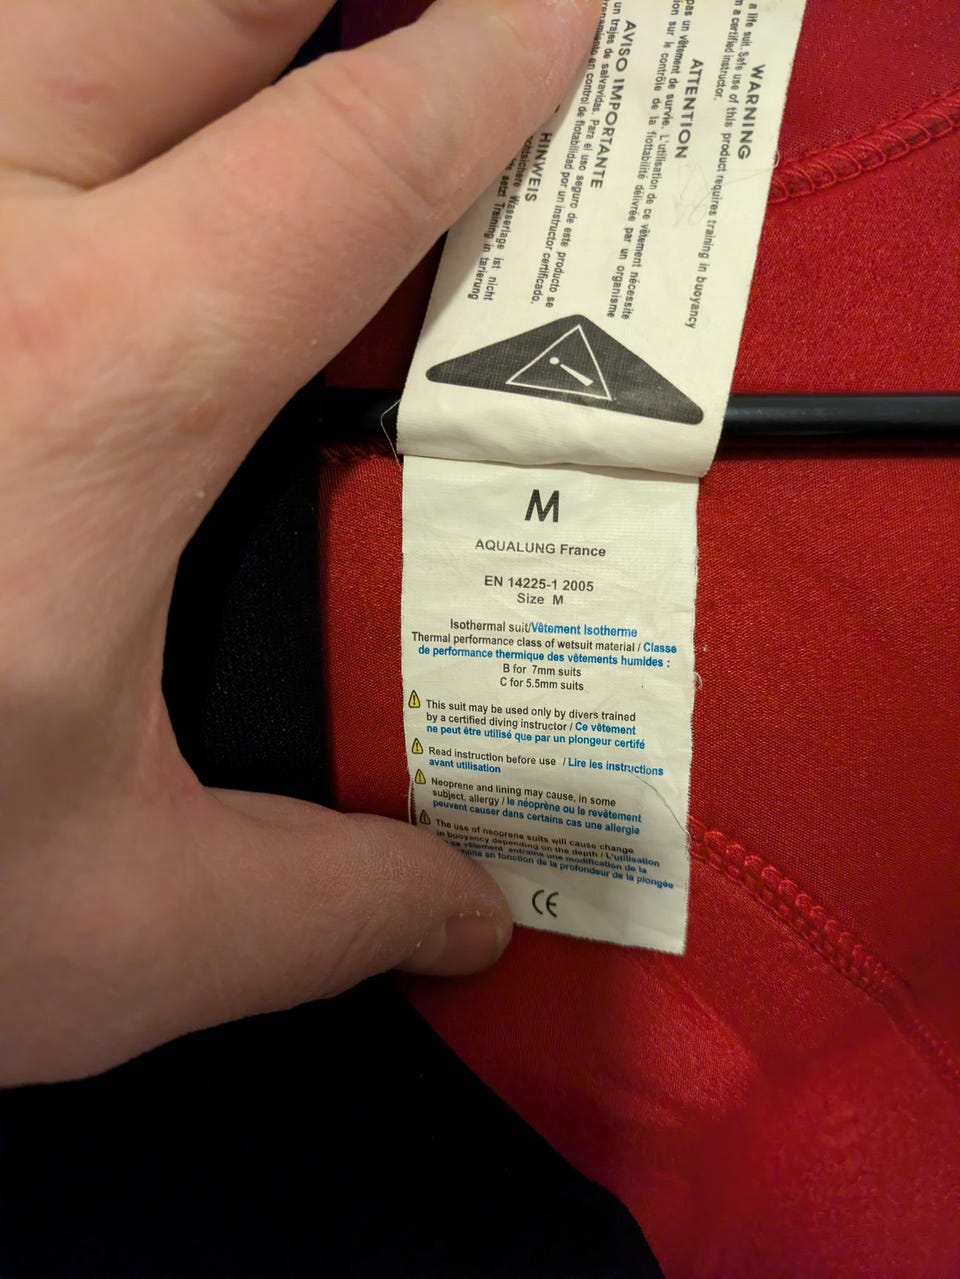 WARNING
a life suit. Safe use of this product requires training in buoyancy
a certified instructor.
ATTENTION
pas un vêtement de survie. L'utilisation de ce vêtement nécessite
sur le contrôle de la flottabilité délivrée par un organisme
AVISO IMPORTANTE
un trajes de salvavidas. Para el uso seguro de este producto se
en control de flotabilidad por un instructor certificado.
HINWEIS
Wasserlage ist nicht
setzt Training in tarierung
M
AQUALUNG France
EN 14225-1 2005
Size M
Isothermal suit/Vêtement Isotherme
Thermal performance class of wetsuit material / Classe
de performance thermique des vêtements humides :
B for 7mm suits
C for 5.5mm suits
This suit may be used only by divers trained
by a certified diving instructor / Ce vêtement
ne peut être utilisé que par un plongeur certifé
Read instruction before use / Lire les instructions
avant utilisation
Neoprene and lining may cause, in some
subject, allergy / le néoprène ou le revêtement
peuvent causer dans certains cas une allergie
The use of neoprene suits will cause change
in buoyancy depending on the depth / L'utilisation
vêtement entraine une modification de la
en fonction de la profondeur de la plongée
CE